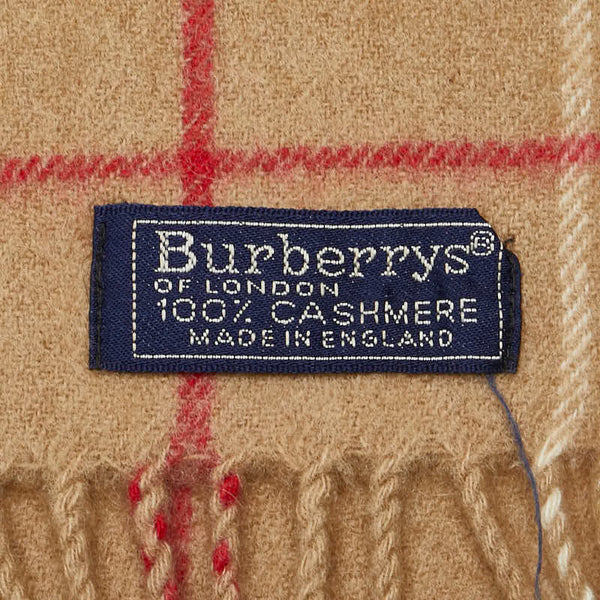 Burberrys®
OF LONDON
100% CASHMERE
MADE IN ENGLAND